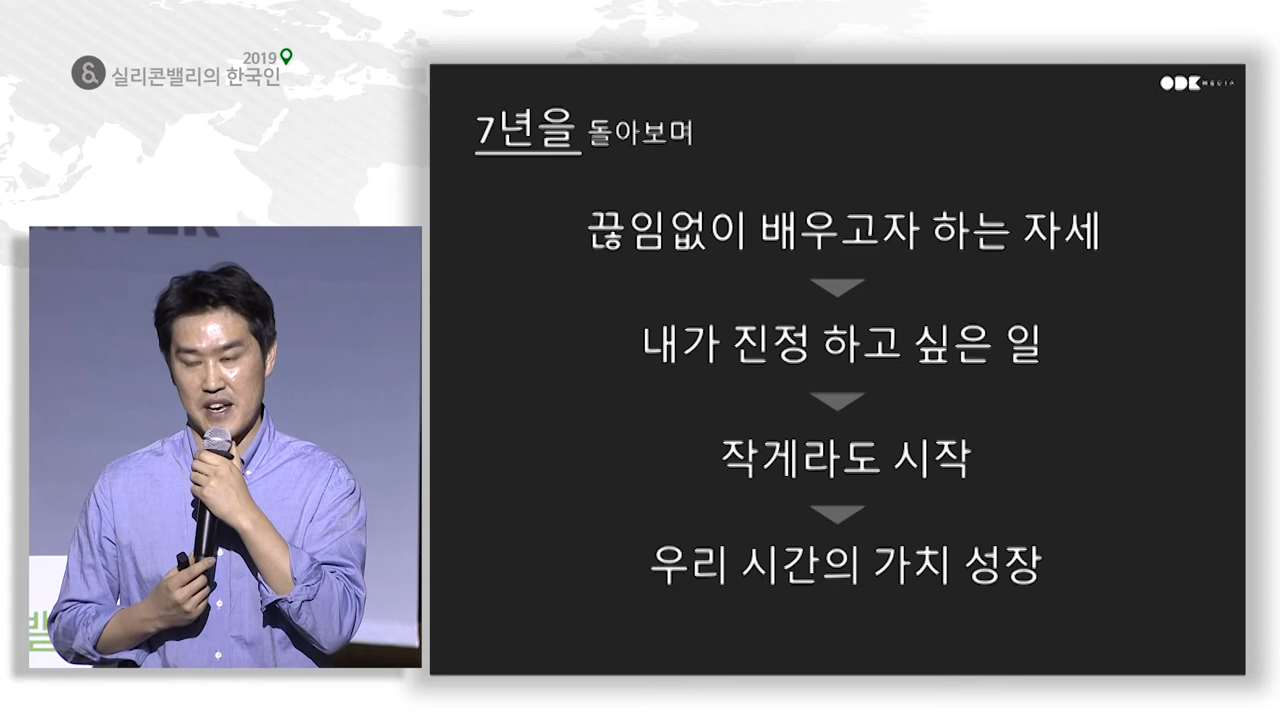 2019
& 실리콘밸리의 한국인
ODK MEDIA
7년을 돌아보며
끊임없이 배우고자 하는 자세
내가 진정 하고 싶은 일
작게라도 시작
우리 시간의 가치 성장
밸